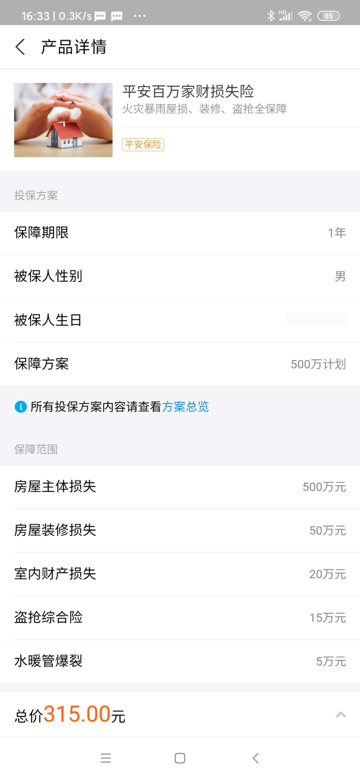 16:33 | 0.3K/s ···
85
产品详情
平安百万家财损失险
火灾暴雨屋损、装修、盗抢全保障
平安保险
投保方案
保障期限 1年
被保人性别 男
被保人生日
保障方案 500万计划
所有投保方案内容请查看方案总览
保障范围
房屋主体损失 500万元
房屋装修损失 50万元
室内财产损失 20万元
盗抢综合险 15万元
水暖管爆裂 5万元
总价315.00元